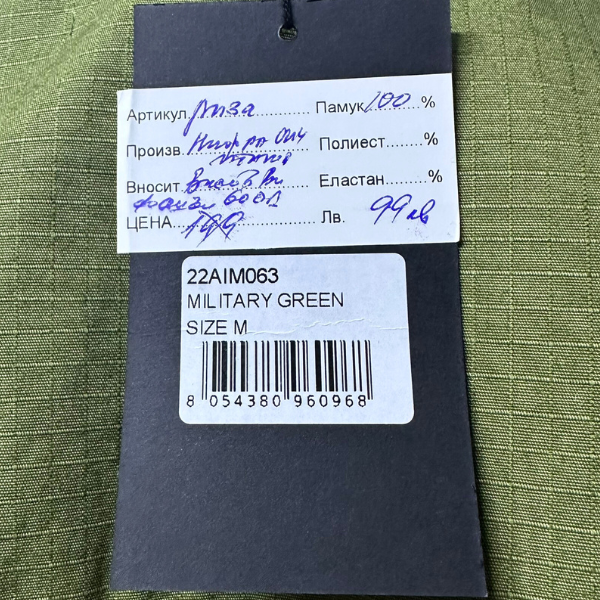 Артикул риза Памук 100 %
Произв. Полиест. %
Вносит. Еластан. %
ЦЕНА 199 Лв. 99 лв
22AIM063
MILITARY GREEN
SIZE M
8 054380 960968